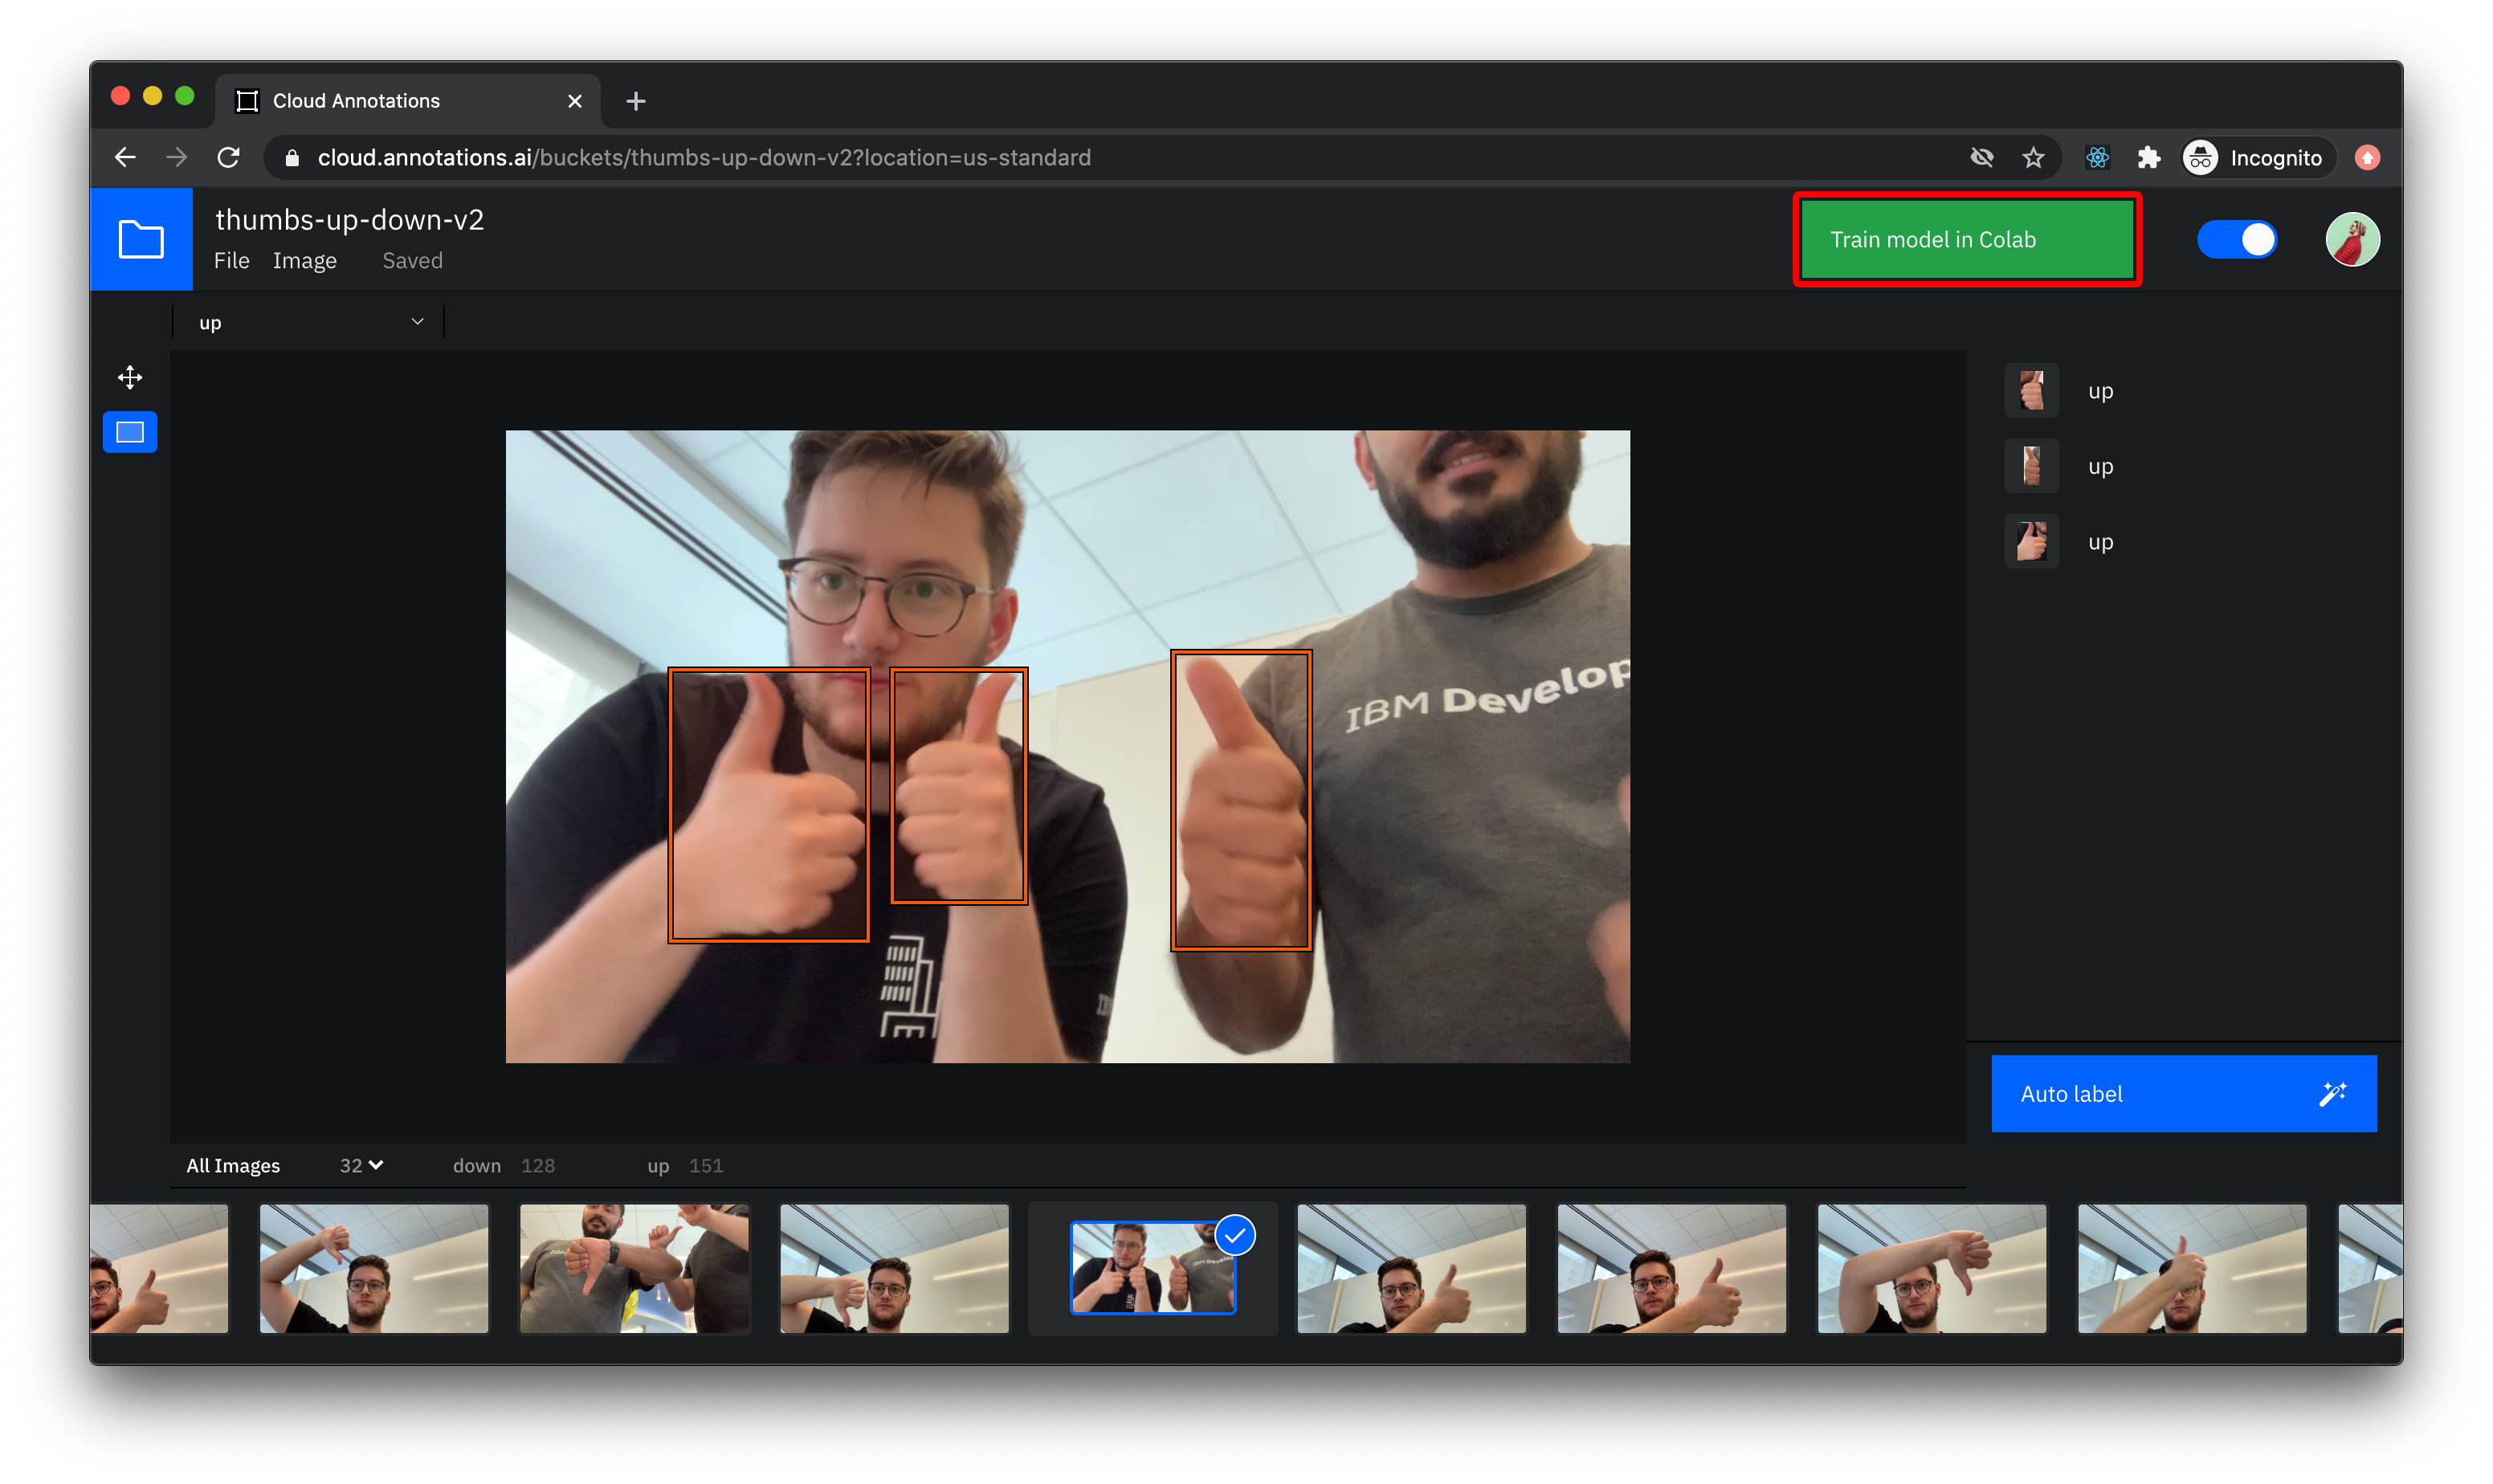 Cloud Annotations
cloud.annotations.ai/buckets/thumbs-up-down-v2?location=us-standard
Incognito
thumbs-up-down-v2
File Image Saved
Train model in Colab
up
up
up
up
IBM Develop
E
Auto label
All Images 32 down 128 up 151